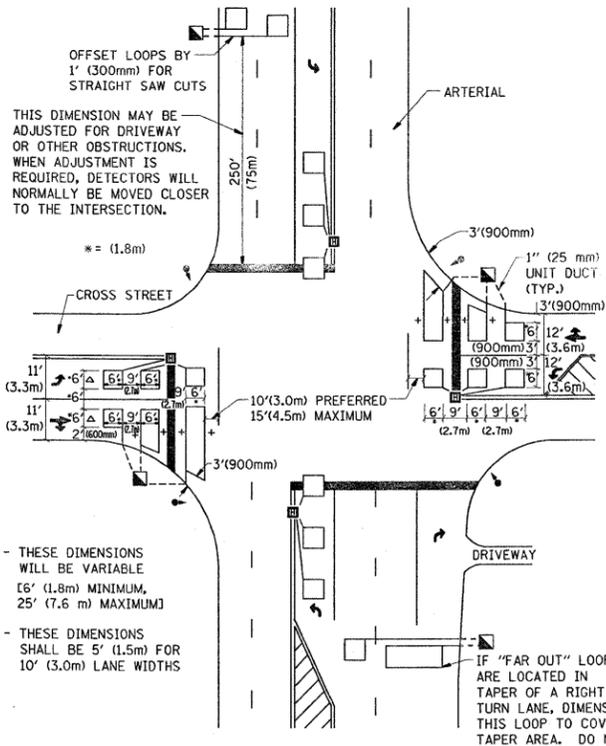 OFFSET LOOPS BY
1' (300mm) FOR
STRAIGHT SAW CUTS
ARTERIAL
THIS DIMENSION MAY BE
ADJUSTED FOR DRIVEWAY
OR OTHER OBSTRUCTIONS.
WHEN ADJUSTMENT IS
REQUIRED, DETECTORS WILL
NORMALLY BE MOVED CLOSER
TO THE INTERSECTION.
250'
(75m)
* = (1.8m)
3'(900mm)
1" (25 mm)
UNIT DUCT
(TYP.)
CROSS STREET
3'(900mm)
6'
12'
(3.6m)
(900mm) 3'
(900mm) 3'
6'
12'
(3.6m)
11'
(3.3m)
*6'
6' 9' 6'
(2.7m)
*6
9' 6'
(2.7m)
11'
(3.3m)
*6'
6' 9' 6'
(2.7m)
2'(600mm)
10'(3.0m) PREFERRED
15'(4.5m) MAXIMUM
6' 9' 6' 9' 6'
(2.7m) (2.7m)
3'(900mm)
- THESE DIMENSIONS
WILL BE VARIABLE
[6' (1.8m) MINIMUM,
25' (7.6 m) MAXIMUM]
DRIVEWAY
- THESE DIMENSIONS
SHALL BE 5' (1.5m) FOR
10' (3.0m) LANE WIDTHS
IF "FAR OUT" LOOP
ARE LOCATED IN
TAPER OF A RIGHT
TURN LANE, DIMENS
THIS LOOP TO COV
TAPER AREA. DO N